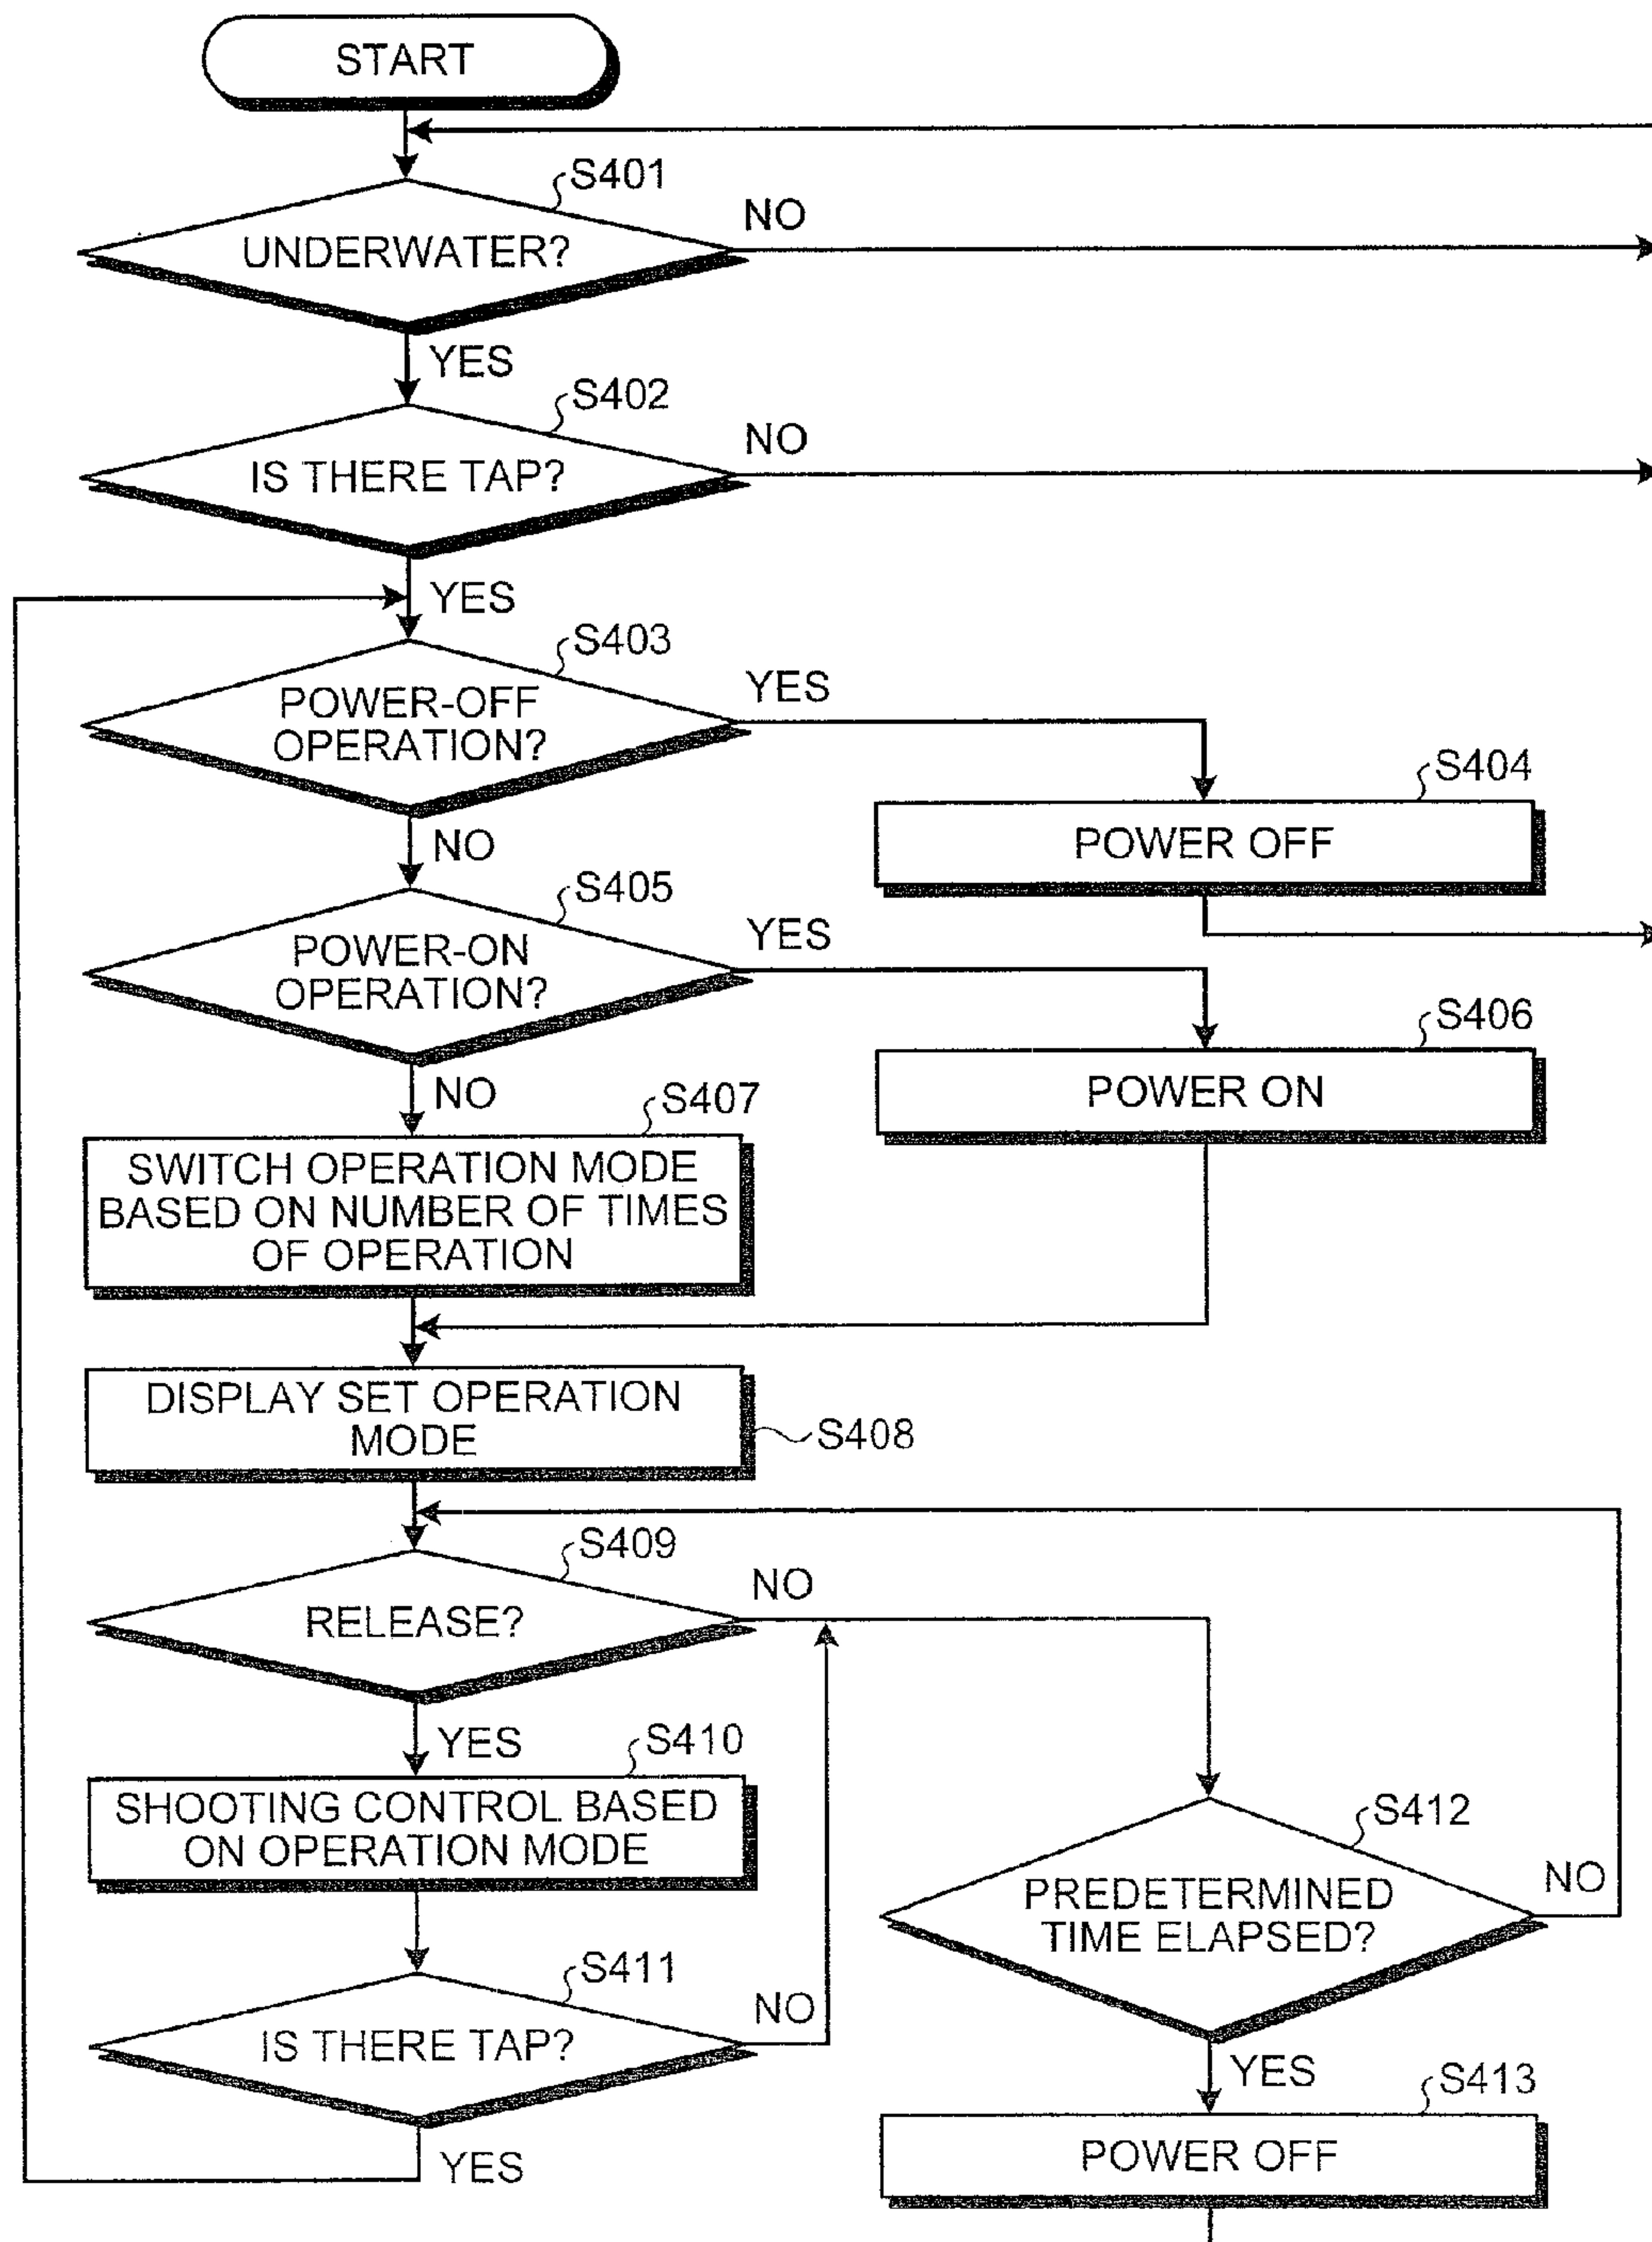 START
S401
UNDERWATER?
NO
YES
S402
IS THERE TAP?
NO
YES
S403
POWER-OFF
OPERATION?
YES
S404
POWER OFF
NO
S405
POWER-ON
OPERATION?
YES
S406
POWER ON
NO
S407
SWITCH OPERATION MODE
BASED ON NUMBER OF TIMES
OF OPERATION
DISPLAY SET OPERATION
MODE
S408
S409
RELEASE?
NO
YES
S410
SHOOTING CONTROL BASED
ON OPERATION MODE
S411
IS THERE TAP?
NO
YES
S412
PREDETERMINED
TIME ELAPSED?
NO
YES
S413
POWER OFF